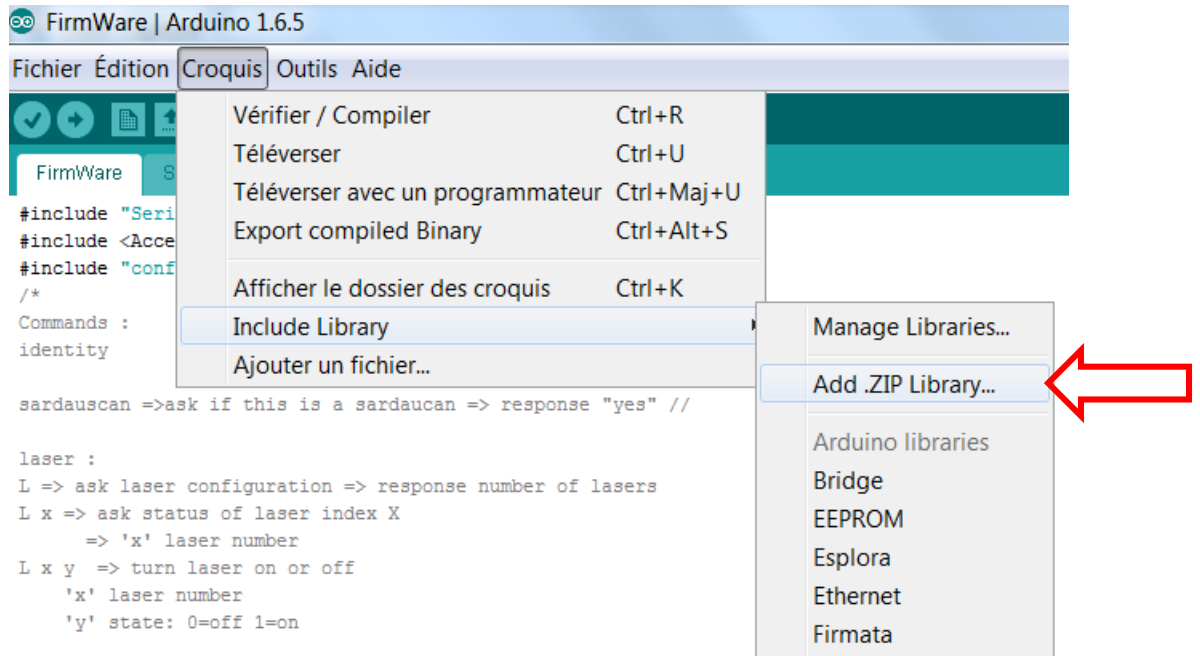 FirmWare | Arduino 1.6.5
Fichier Édition Croquis Outils Aide
Vérifier / Compiler Ctrl+R
Téléverser Ctrl+U
Téléverser avec un programmateur Ctrl+Maj+U
Export compiled Binary Ctrl+Alt+S
Afficher le dossier des croquis Ctrl+K
Include Library
Ajouter un fichier...
Manage Libraries...
Add .ZIP Library...
Arduino libraries
Bridge
EEPROM
Esplora
Ethernet
Firmata
FirmWare S
#include "Seri
#include <Acce
#include "conf
/*
Commands :
identity
sardauscan =>ask if this is a sardaucan => response "yes" //
laser :
L => ask laser configuration => response number of lasers
L x => ask status of laser index X
=> 'x' laser number
L x y => turn laser on or off
'x' laser number
'y' state: 0=off 1=on